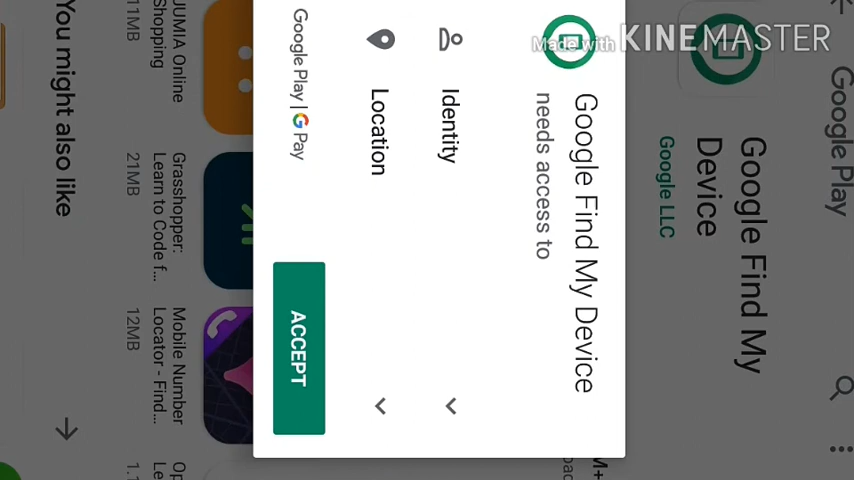 Google Play
Google Find My
Device
Google LLC
Google Find My Device
needs access to
Identity
Location
Google Play | G Pay
ACCEPT
You might also like
JUMIA Online
Shopping
11MB
Grasshopper:
Learn to Code f...
21MB
Mobile Number
Locator - Find...
12MB
Made with KINEMASTER